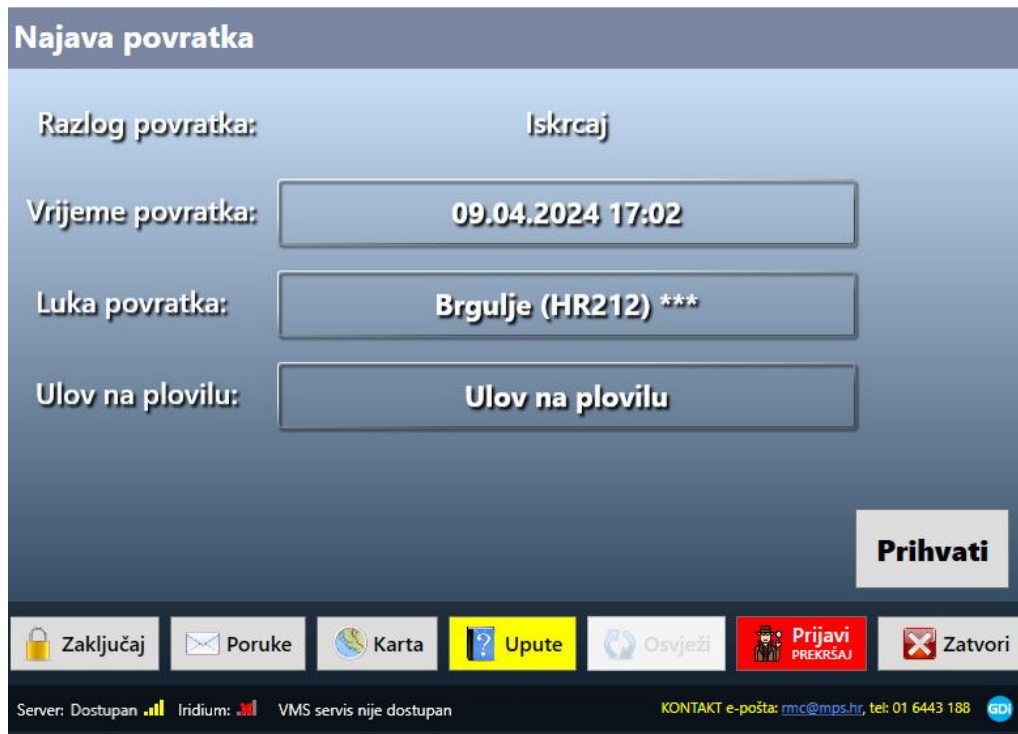 Najava povratka
Razlog povratka: Iskrcaj
Vrijeme povratka: 09.04.2024 17:02
Luka povratka: Brgulje (HR212) ***
Ulov na plovilu: Ulov na plovilu
Prihvati
Zaključaj Poruke Karta Upute Osvježi Prijavi PREKRŠAJ Zatvori
Server: Dostupan Iridium: VMS servis nije dostupan KONTAKT e-pošta: rmc@mps.hr, tel: 01 6443 188 GDi